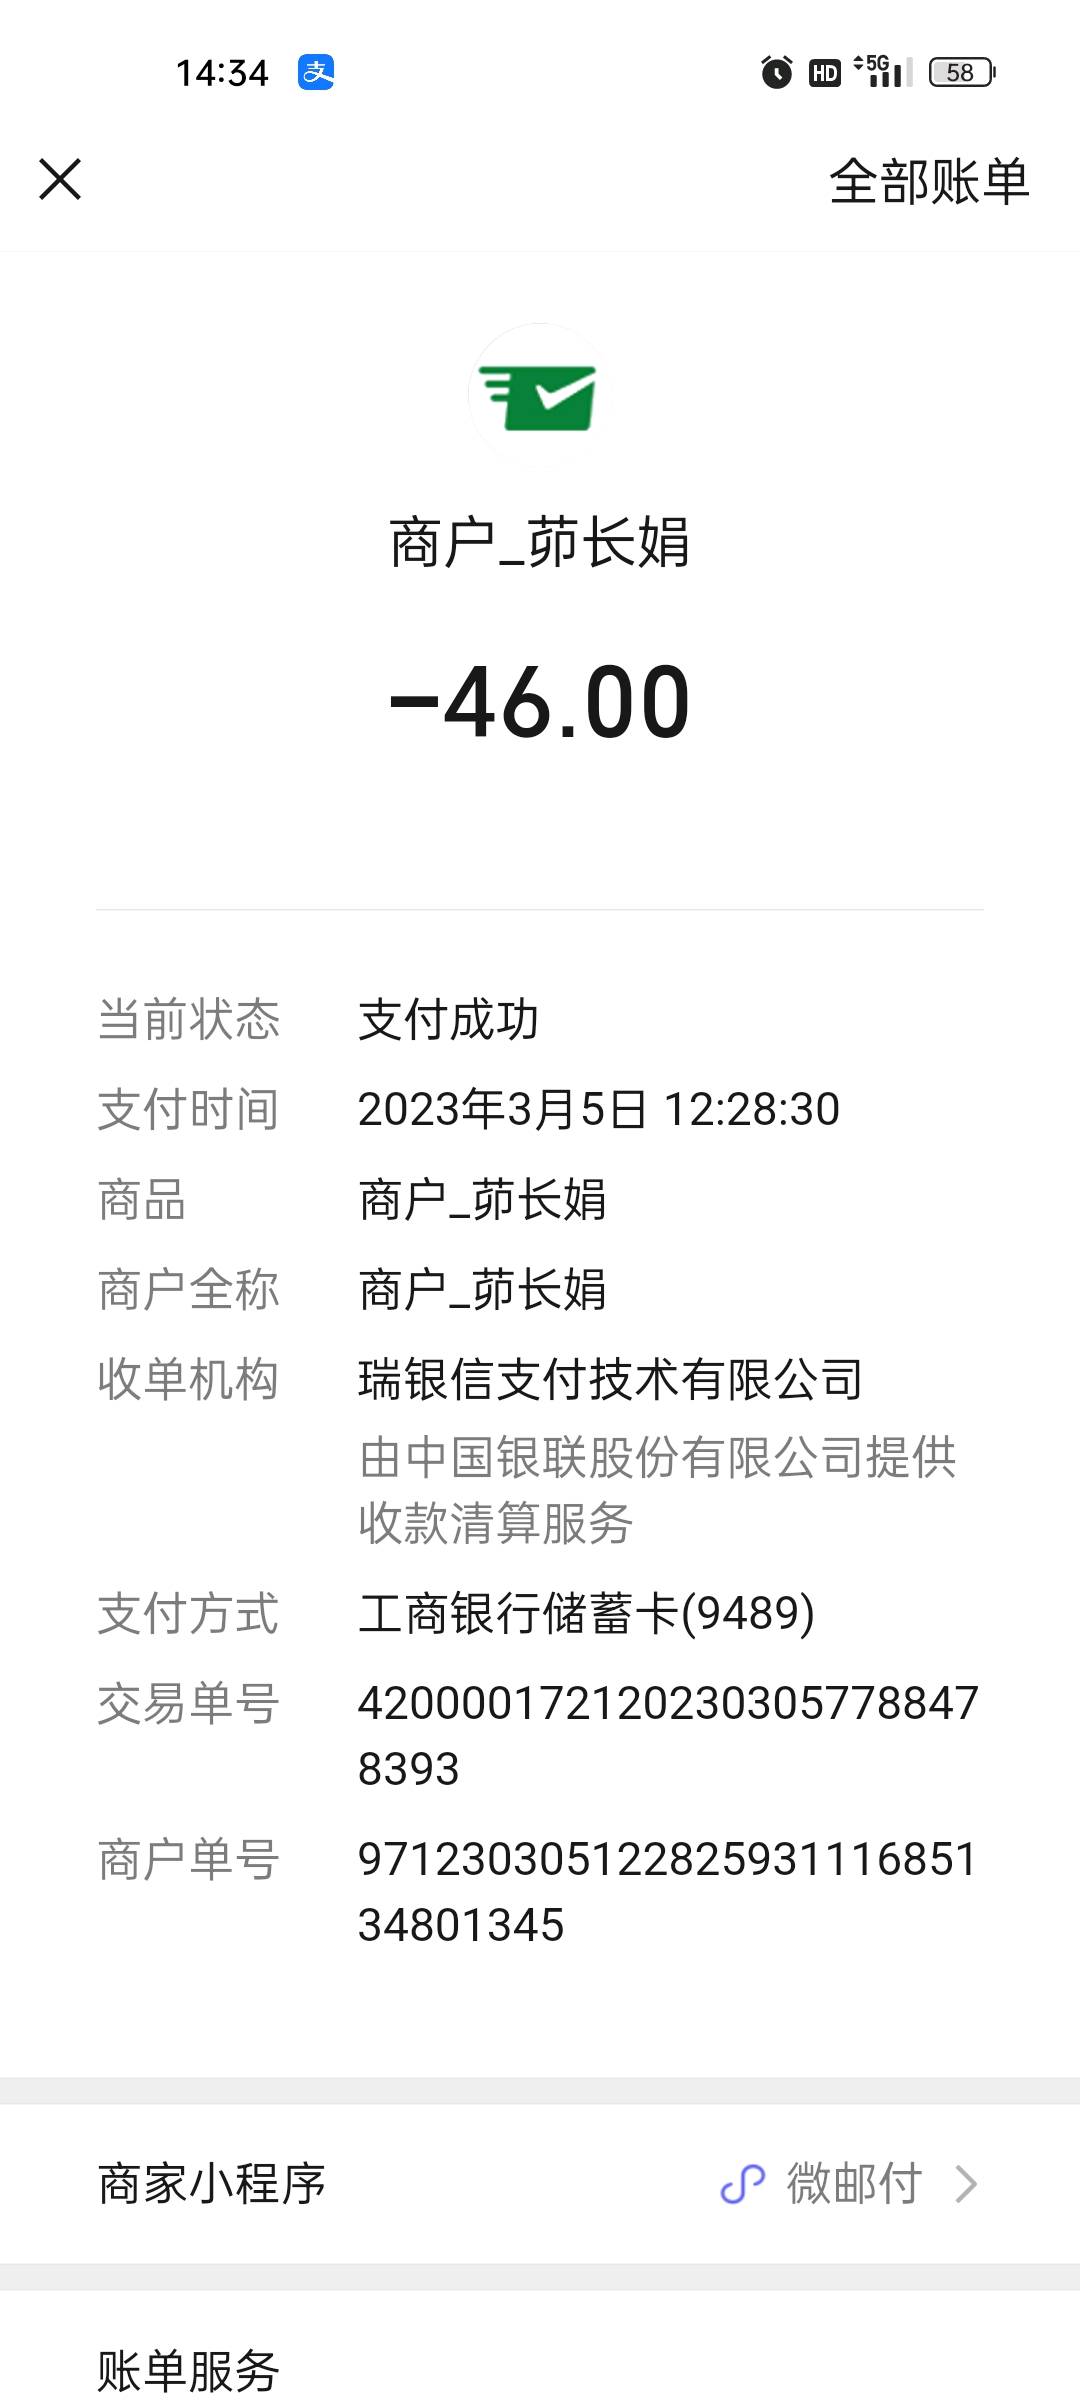 14:34 支 HD 5G 58
全部账单
商户_茆长娟
-46.00
当前状态 支付成功
支付时间 2023年3月5日 12:28:30
商品 商户_茆长娟
商户全称 商户_茆长娟
收单机构 瑞银信支付技术有限公司
由中国银联股份有限公司提供
收款清算服务
支付方式 工商银行储蓄卡(9489)
交易单号 420000172120230305778847
8393
商户单号 971230305122825931116851
34801345
商家小程序 微邮付
账单服务